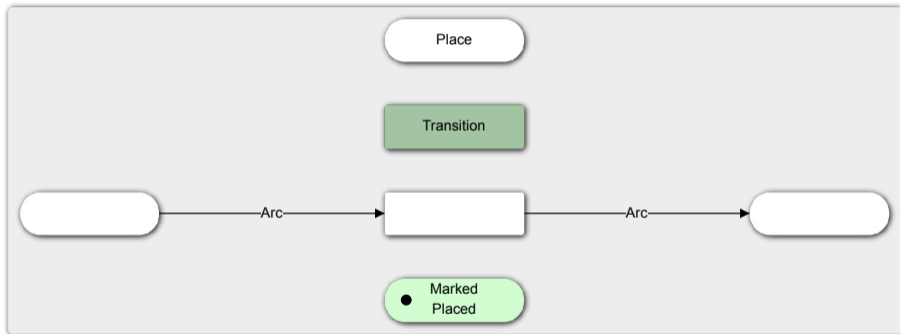 Place
Transition
Arc
Arc
Marked
Placed